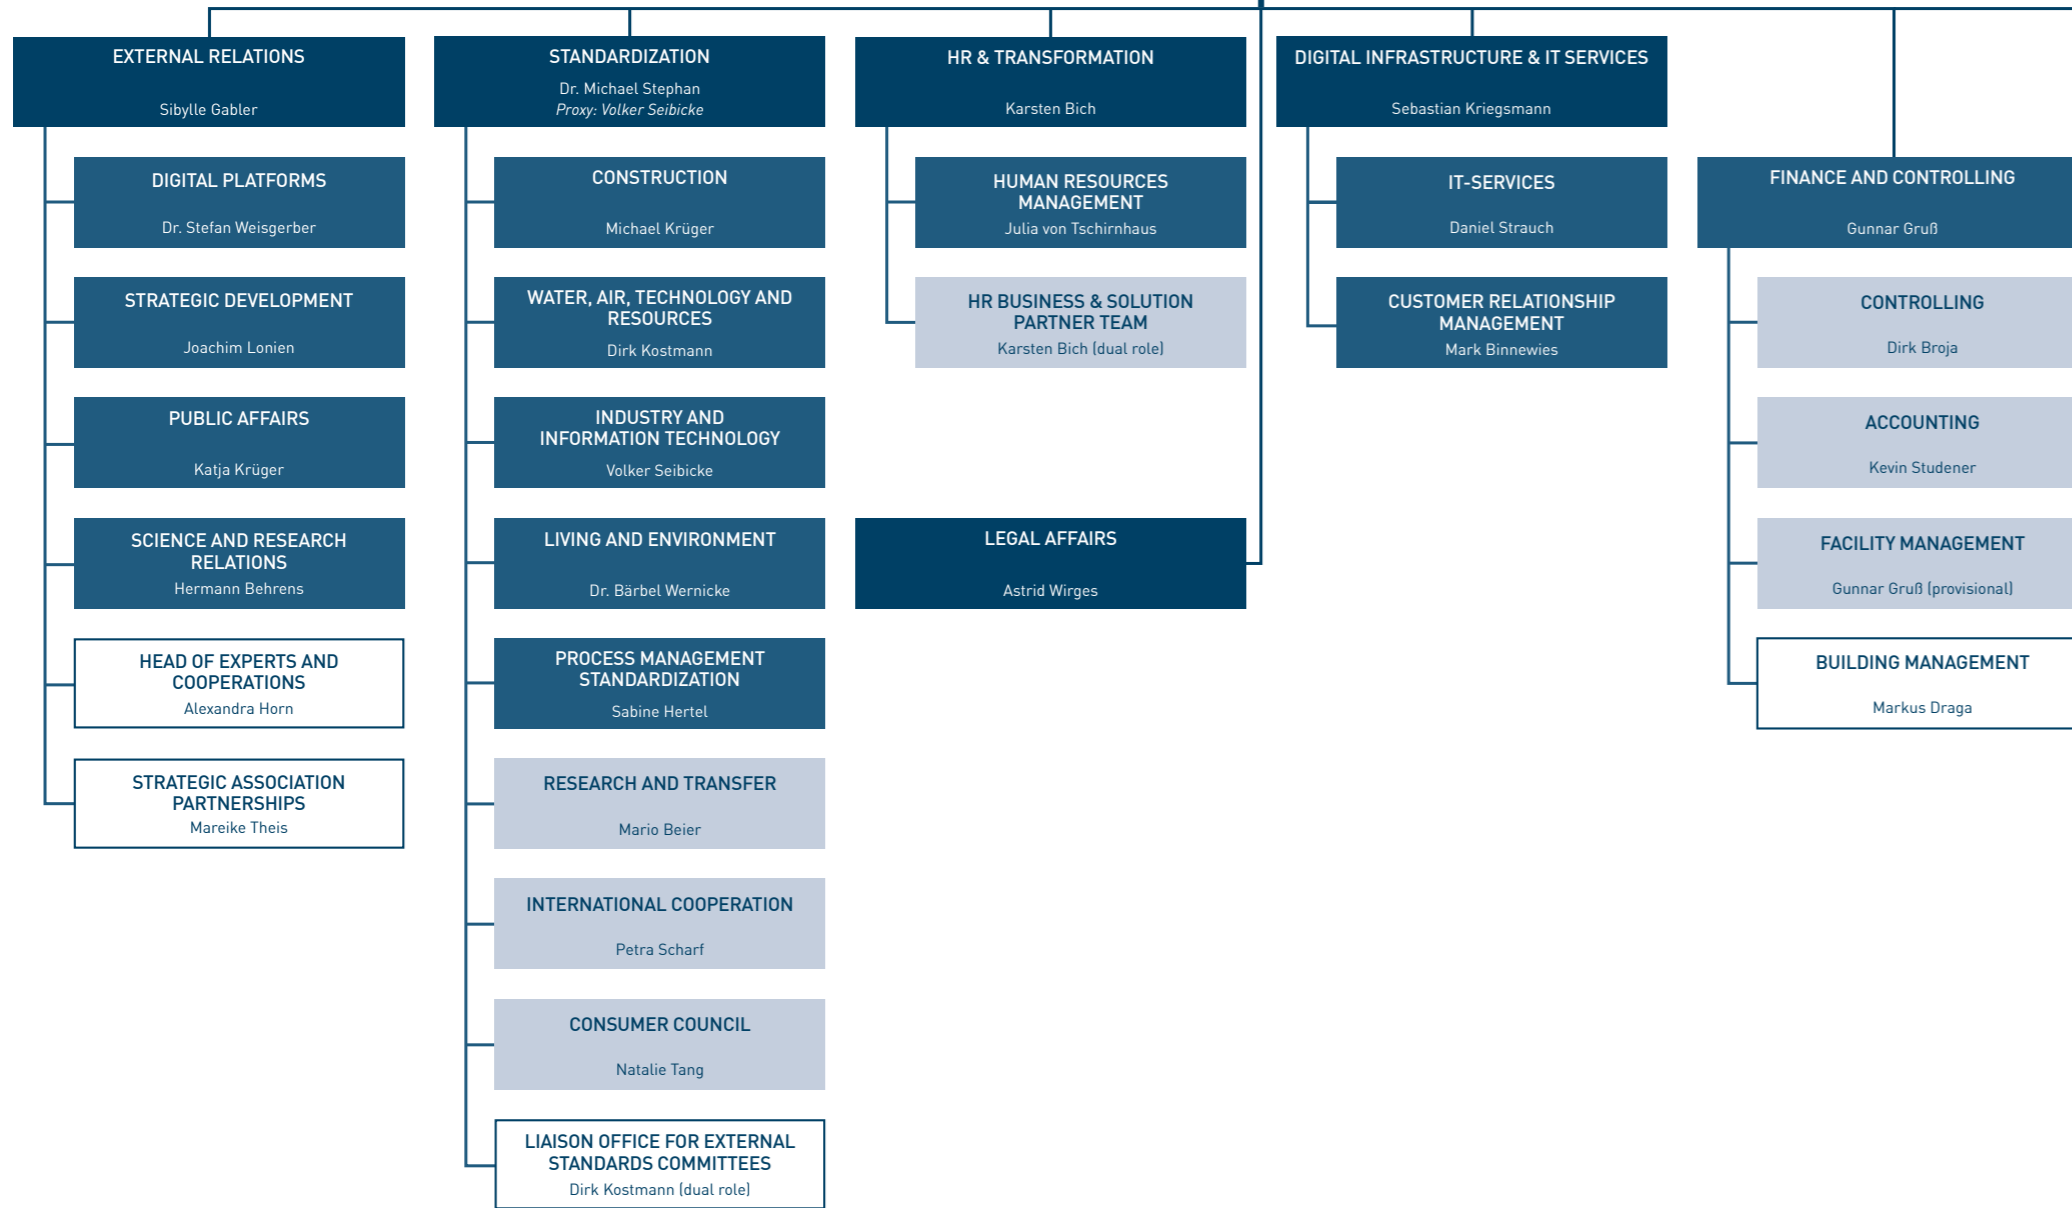 EXTERNAL RELATIONS
Sibylle Gabler
DIGITAL PLATFORMS
Dr. Stefan Weisgerber
STRATEGIC DEVELOPMENT
Joachim Lonien
PUBLIC AFFAIRS
Katja Krüger
SCIENCE AND RESEARCH
RELATIONS
Hermann Behrens
HEAD OF EXPERTS AND
COOPERATIONS
Alexandra Horn
STRATEGIC ASSOCIATION
PARTNERSHIPS
Mareike Theis
STANDARDIZATION
Dr. Michael Stephan
Proxy: Volker Seibicke
CONSTRUCTION
Michael Krüger
WATER, AIR, TECHNOLOGY AND
RESOURCES
Dirk Kostmann
INDUSTRY AND
INFORMATION TECHNOLOGY
Volker Seibicke
LIVING AND ENVIRONMENT
Dr. Bärbel Wernicke
PROCESS MANAGEMENT
STANDARDIZATION
Sabine Hertel
RESEARCH AND TRANSFER
Mario Beier
INTERNATIONAL COOPERATION
Petra Scharf
CONSUMER COUNCIL
Natalie Tang
LIAISON OFFICE FOR EXTERNAL
STANDARDS COMMITTEES
Dirk Kostmann (dual role)
HR & TRANSFORMATION
Karsten Bich
HUMAN RESOURCES
MANAGEMENT
Julia von Tschirnhaus
HR BUSINESS & SOLUTION
PARTNER TEAM
Karsten Bich (dual role)
LEGAL AFFAIRS
Astrid Wirges
DIGITAL INFRASTRUCTURE & IT SERVICES
Sebastian Kriegsmann
IT-SERVICES
Daniel Strauch
CUSTOMER RELATIONSHIP
MANAGEMENT
Mark Binnewies
FINANCE AND CONTROLLING
Gunnar Gruß
CONTROLLING
Dirk Broja
ACCOUNTING
Kevin Studener
FACILITY MANAGEMENT
Gunnar Gruß (provisional)
BUILDING MANAGEMENT
Markus Draga